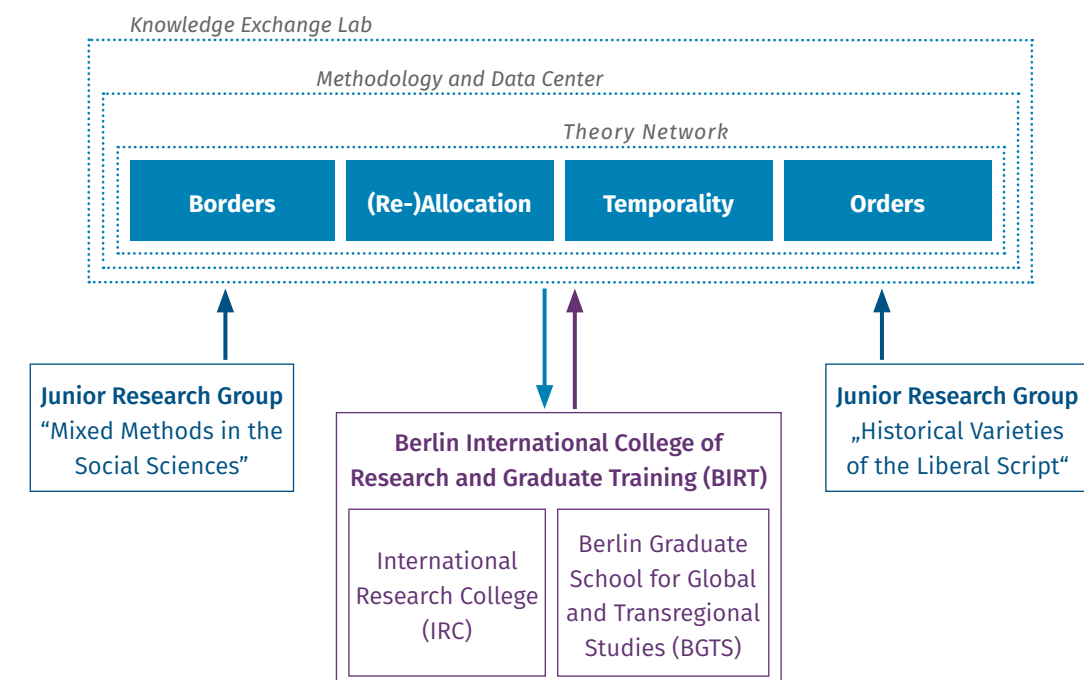 Knowledge Exchange Lab
Methodology and Data Center
Theory Network
Borders
(Re-)Allocation
Temporality
Orders
Junior Research Group
“Mixed Methods in the
Social Sciences”
Junior Research Group
„Historical Varieties
of the Liberal Script“
Berlin International College of
Research and Graduate Training (BIRT)
International
Research College
(IRC)
Berlin Graduate
School for Global
and Transregional
Studies (BGTS)